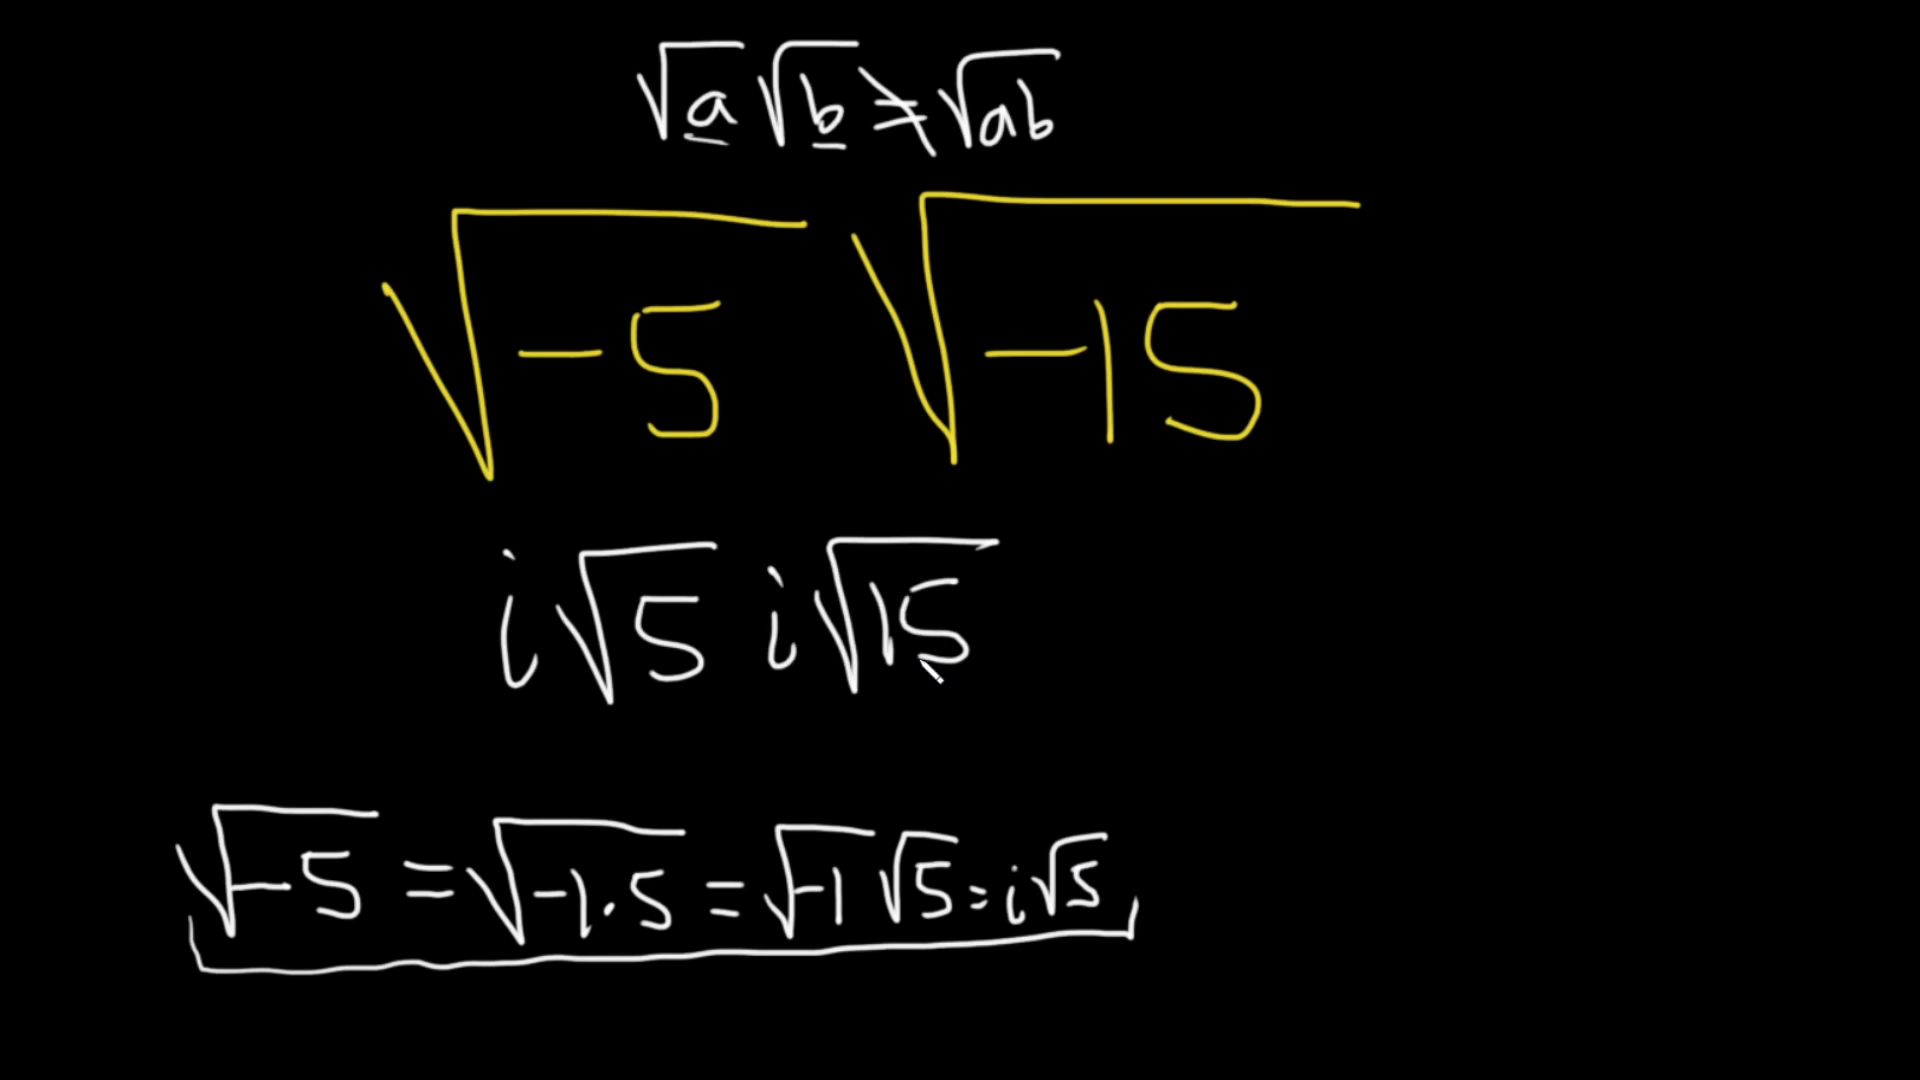 √a √b ≠ √ab
√-5 √-15
i√5 i√15
√-5 = √-1·5 = √-1 √5 = i√5